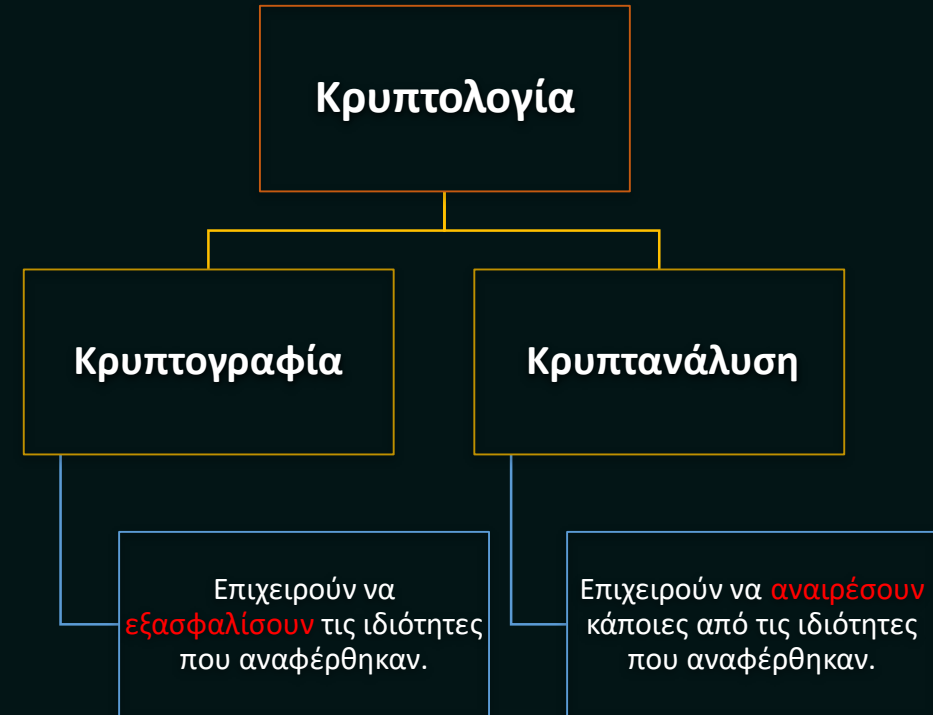 Κρυπτολογία
Κρυπτογραφία
Κρυπτανάλυση
Επιχειρούν να
εξασφαλίσουν τις ιδιότητες
που αναφέρθηκαν.
Επιχειρούν να αναιρέσουν
κάποιες από τις ιδιότητες
που αναφέρθηκαν.